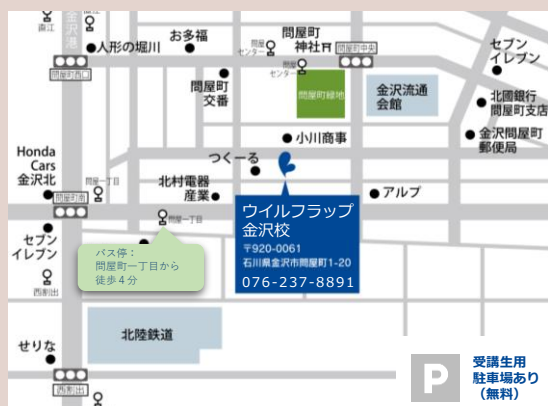 直江
直江
金沢港
人形の堀川
お多福
問屋
センター
問屋町
神社
問屋町中央
セブン
イレブン
問屋町西口
問屋
センター
問屋町
交番
問屋町緑地
金沢流通
会館
北國銀行
問屋町支店
小川商事
金沢問屋町
郵便局
Honda
Cars
金沢北
つくーる
問屋一丁目
北村電器
産業
アルプ
問屋町南
ウイルフラップ
金沢校
〒920-0061
石川県金沢市問屋町1-20
076-237-8891
問屋一丁目
セブン
イレブン
バス停：
問屋町一丁目から
徒歩４分
西割出
北陸鉄道
せりな
西割出
P
受講生用
駐車場あり
（無料）